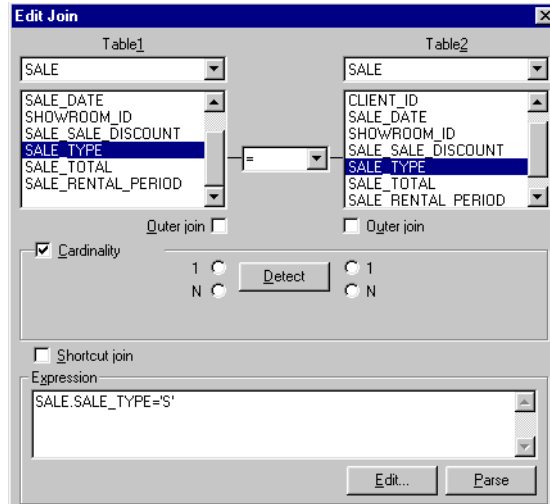 Edit Join
Table1 Table2
SALE SALE
SALE_DATE
SHOWROOM_ID
SALE_SALE_DISCOUNT
SALE_TYPE
SALE_TOTAL
SALE_RENTAL_PERIOD
=
CLIENT_ID
SALE_DATE
SHOWROOM_ID
SALE_SALE_DISCOUNT
SALE_TYPE
SALE_TOTAL
SALE_RENTAL_PERIOD
Outer join Outer join
Cardinality
1 Detect 1
N N
Shortcut join
Expression
SALE.SALE_TYPE='S'
Edit... Parse